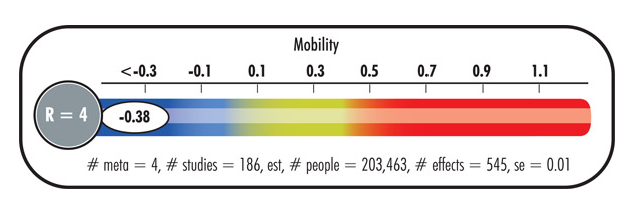 Mobility
<-0.3 -0.1 0.1 0.3 0.5 0.7 0.9 1.1
R = 4 -0.38
# meta = 4, # studies = 186, est, # people = 203,463, # effects = 545, se = 0.01